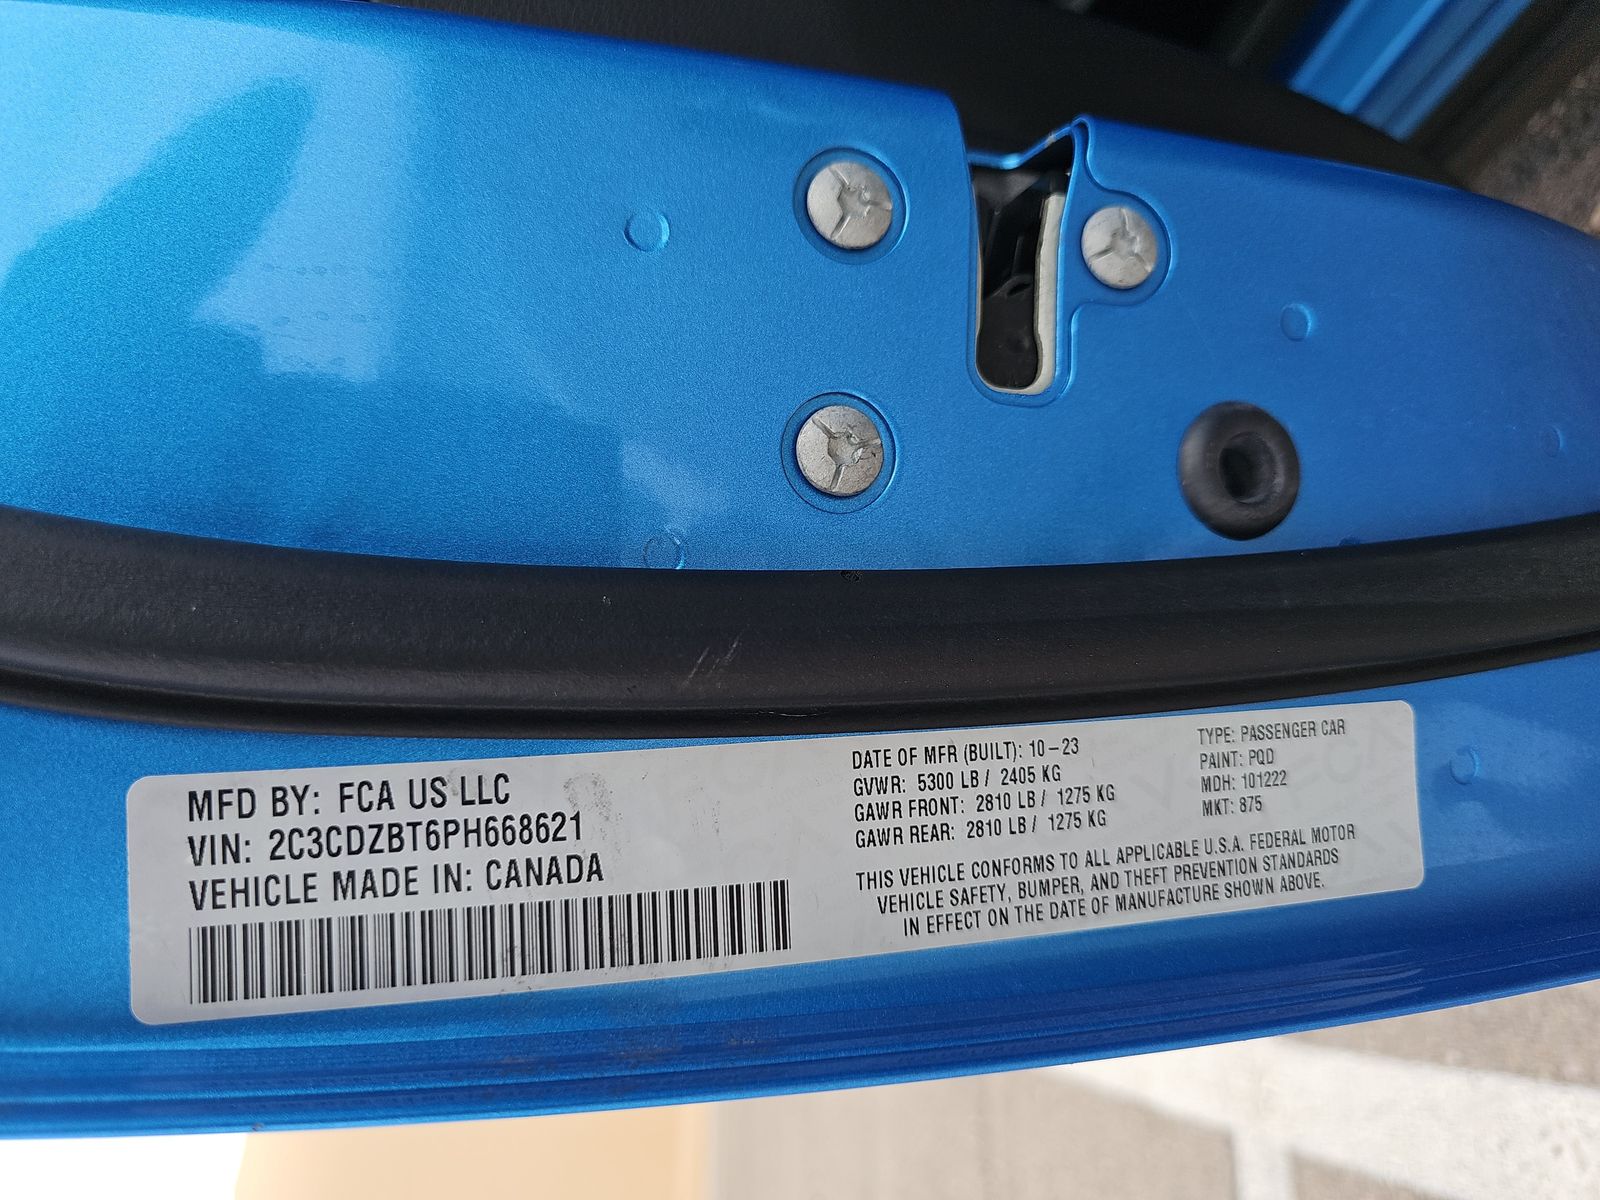 MFD BY: FCA US LLC
VIN: 2C3CDZBT6PH668621
VEHICLE MADE IN: CANADA
DATE OF MFR (BUILT): 10-23
GVWR: 5300 LB / 2405 KG
GAWR FRONT: 2810 LB / 1275 KG
GAWR REAR: 2810 LB / 1275 KG
TYPE: PASSENGER CAR
PAINT: PQD
MDH: 101222
MKT: 875
THIS VEHICLE CONFORMS TO ALL APPLICABLE U.S.A. FEDERAL MOTOR
VEHICLE SAFETY, BUMPER, AND THEFT PREVENTION STANDARDS
IN EFFECT ON THE DATE OF MANUFACTURE SHOWN ABOVE.